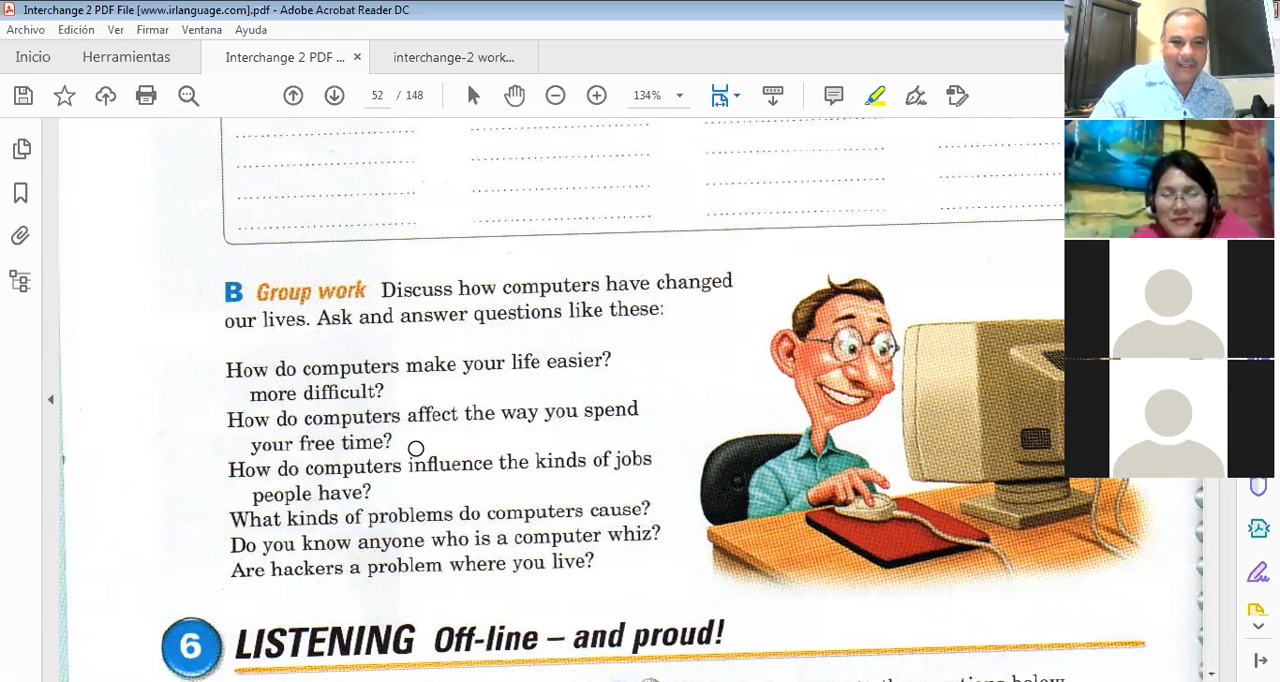 Interchange 2 PDF File [www.irlanguage.com].pdf - Adobe Acrobat Reader DC
Archivo Edición Ver Firmar Ventana Ayuda
Inicio Herramientas Interchange 2 PDF ... × interchange-2 work...
52 / 148 134%
B Group work Discuss how computers have changed
our lives. Ask and answer questions like these:
How do computers make your life easier?
more difficult?
How do computers affect the way you spend
your free time?
How do computers influence the kinds of jobs
people have?
What kinds of problems do computers cause?
Do you know anyone who is a computer whiz?
Are hackers a problem where you live?
6 LISTENING Off-line – and proud!